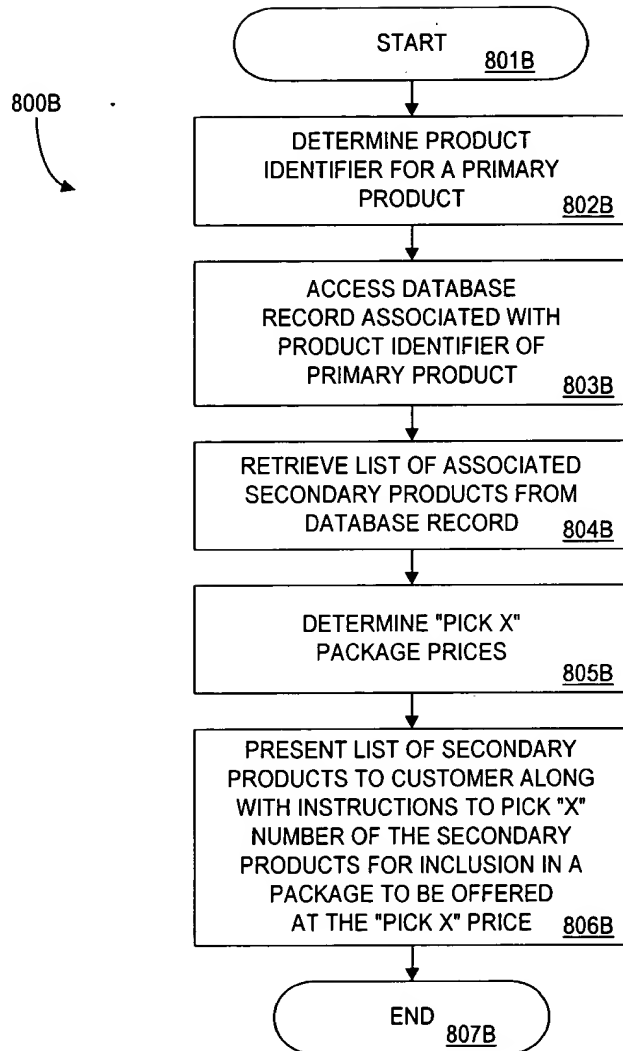 START
801B
800B
DETERMINE PRODUCT
IDENTIFIER FOR A PRIMARY
PRODUCT
802B
ACCESS DATABASE
RECORD ASSOCIATED WITH
PRODUCT IDENTIFIER OF
PRIMARY PRODUCT
803B
RETRIEVE LIST OF ASSOCIATED
SECONDARY PRODUCTS FROM
DATABASE RECORD
804B
DETERMINE "PICK X"
PACKAGE PRICES
805B
PRESENT LIST OF SECONDARY
PRODUCTS TO CUSTOMER ALONG
WITH INSTRUCTIONS TO PICK "X"
NUMBER OF THE SECONDARY
PRODUCTS FOR INCLUSION IN A
PACKAGE TO BE OFFERED
AT THE "PICK X" PRICE
806B
END
807B